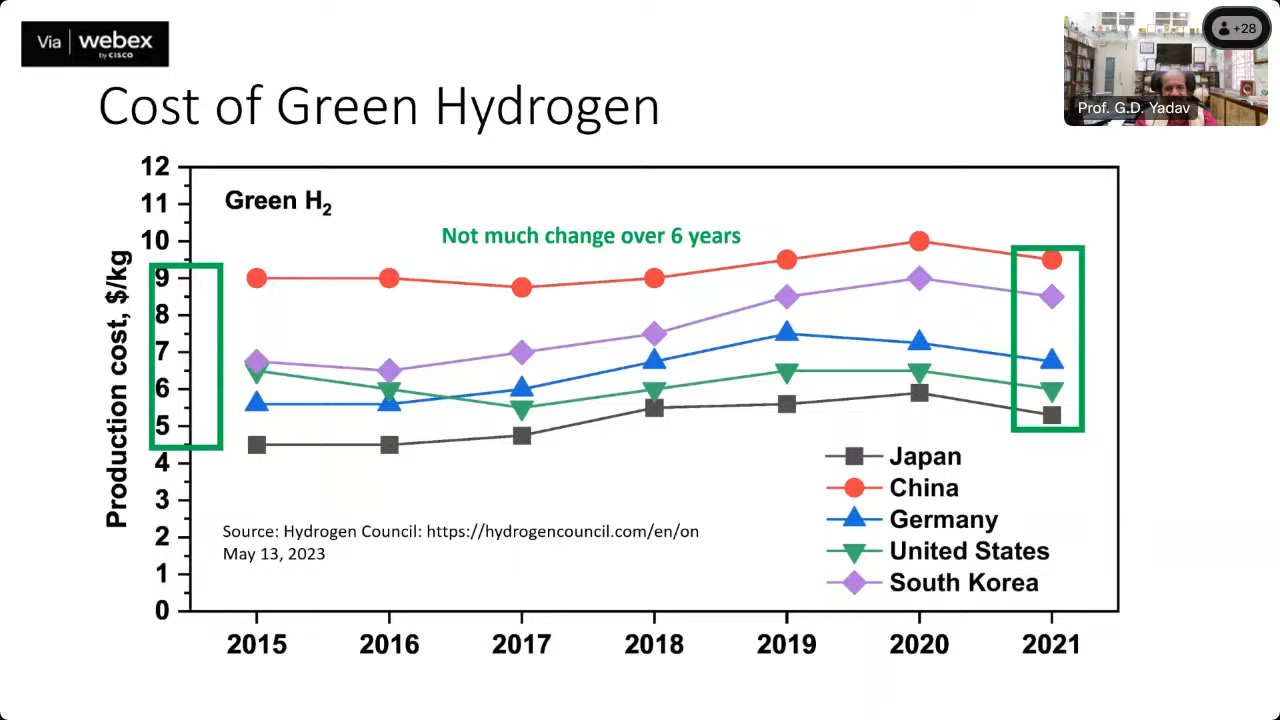 Via webex
by CISCO
+28
Prof. G.D. Yadav
Cost of Green Hydrogen
Green H2
Not much change over 6 years
Production cost, $/kg
12
11
10
9
8
7
6
5
4
3
2
1
0
Japan
China
Germany
United States
South Korea
Source: Hydrogen Council: https://hydrogencouncil.com/en/on
May 13, 2023
2015 2016 2017 2018 2019 2020 2021